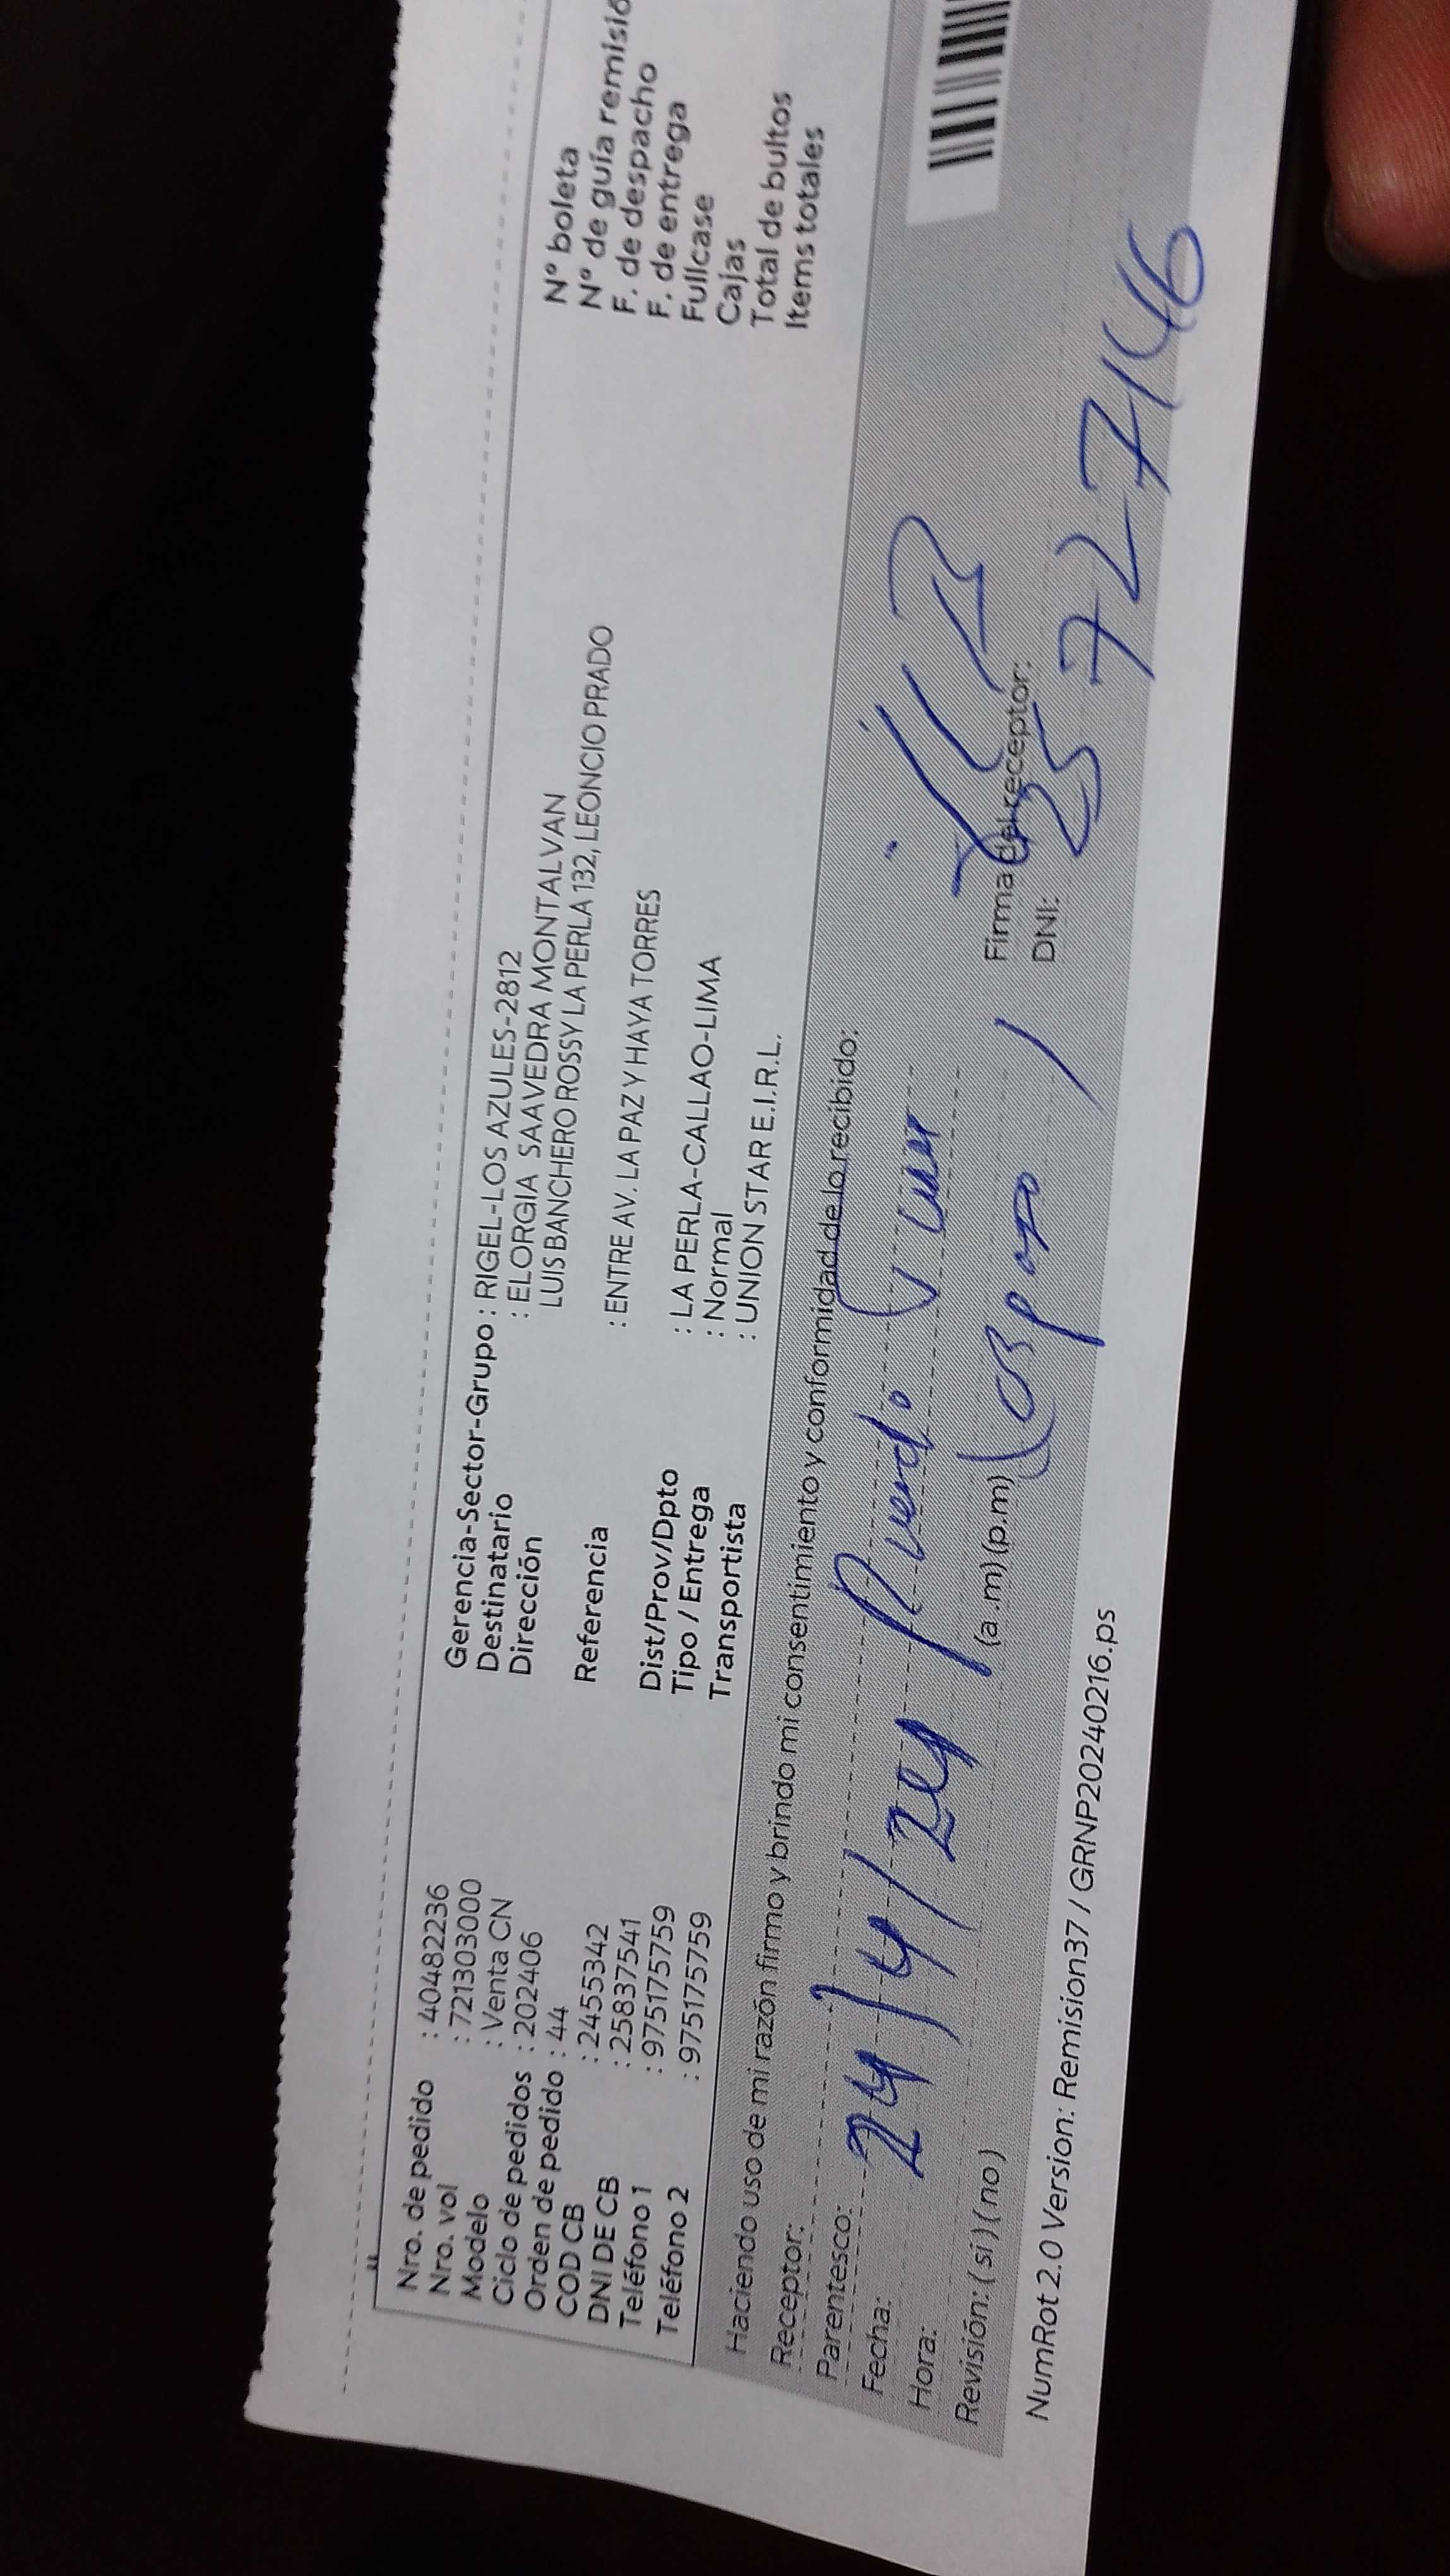 Nro. de pedido : 40482236
Nro. vol : 721303000
Modelo : Venta CN
Ciclo de pedidos : 202406
Orden de pedido : 44
COD CB : 2455342
DNI DE CB : 25837541
Teléfono 1 : 975175759
Teléfono 2 : 975175759
Gerencia-Sector-Grupo : RIGEL-LOS AZULES-2812
Destinatario : ELORGIA SAAVEDRA MONTALVAN
Dirección LUIS BANCHERO ROSSY LA PERLA 132, LEONCIO PRADO
Referencia : ENTRE AV. LA PAZ Y HAYA TORRES
Dist/Prov/Dpto : LA PERLA-CALLAO-LIMA
Tipo / Entrega : Normal
Transportista : UNION STAR E.I.R.L.
N° boleta
N° de guía remisió
F. de despacho
F. de entrega
Fullcase
Cajas
Total de bultos
Items totales
Haciendo uso de mi razón firmo y brindo mi consentimiento y conformidad de lo recibido:
Receptor:
Parentesco:
Fecha: 24/4/24
Hora: (a.m) (p.m)
Revisión: (si) (no)
Firma del receptor:
DNI: 25727146
NumRot 2.0 Version: Remision37 / GRNP20240216.ps